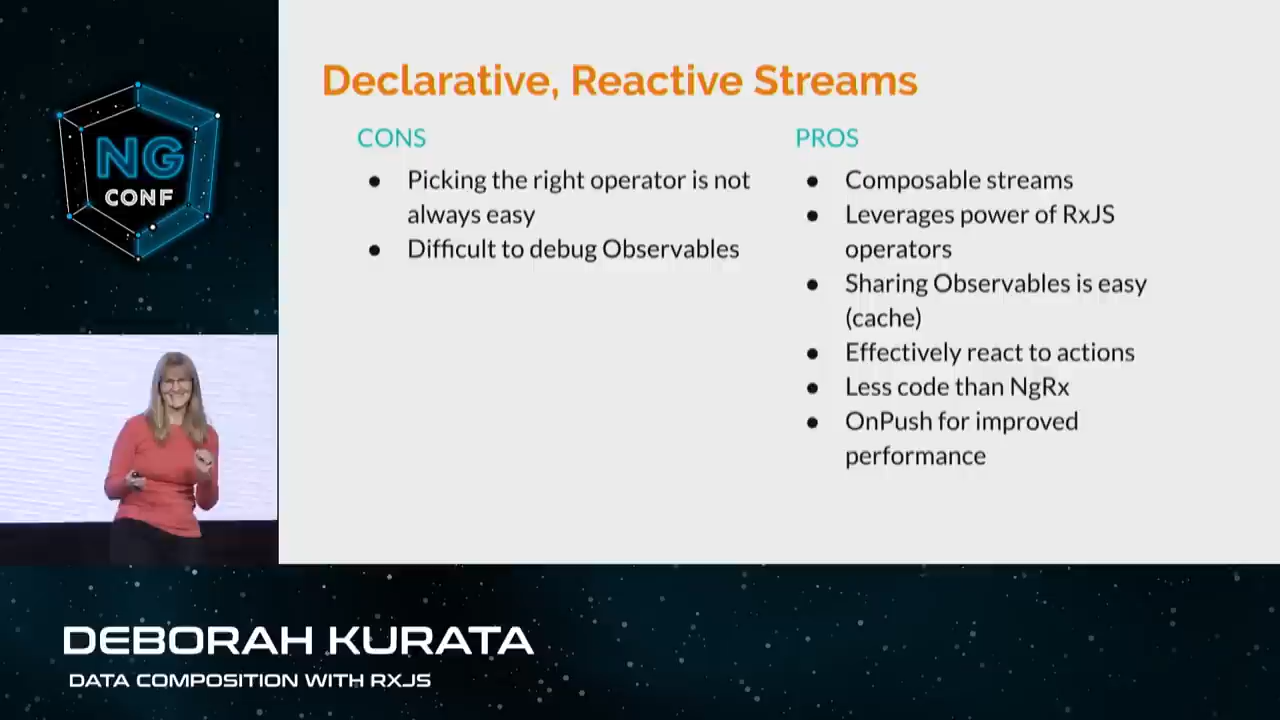 NG
CONF
Declarative, Reactive Streams
CONS
● Picking the right operator is not
always easy
● Difficult to debug Observables
PROS
● Composable streams
● Leverages power of RxJS
operators
● Sharing Observables is easy
(cache)
● Effectively react to actions
● Less code than NgRx
● OnPush for improved
performance
DEBORAH KURATA
DATA COMPOSITION WITH RXJS